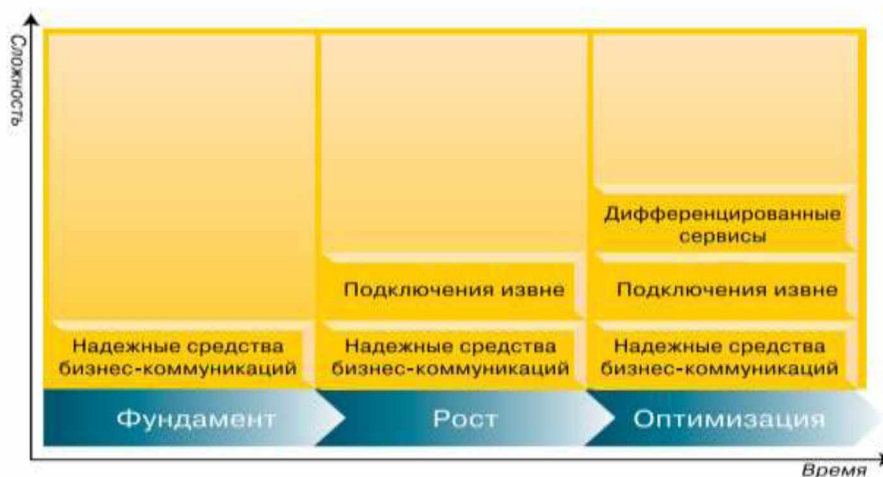 Сложность
Дифференцированные
сервисы
Подключения извне
Подключения извне
Надежные средства
бизнес-коммуникаций
Надежные средства
бизнес-коммуникаций
Надежные средства
бизнес-коммуникаций
Фундамент
Рост
Оптимизация
Время